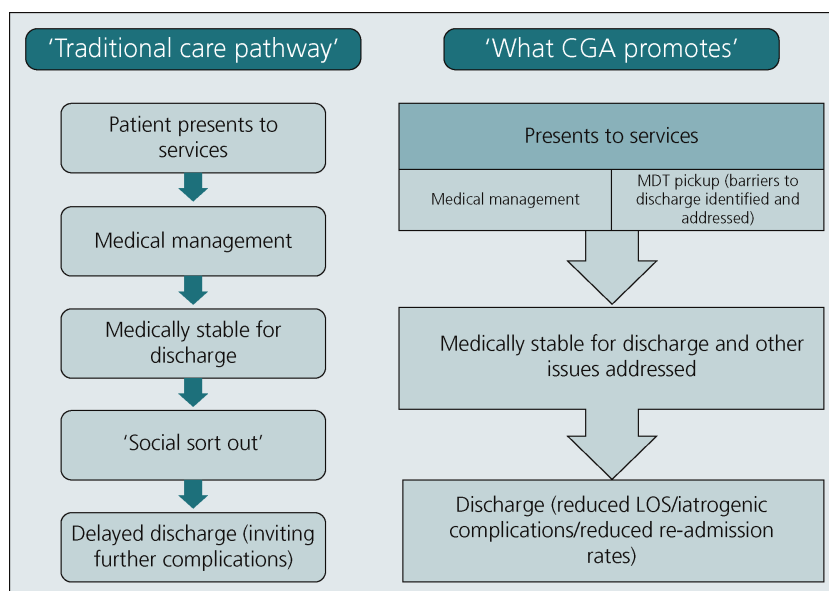 'Traditional care pathway'
Patient presents to
services
Medical management
Medically stable for
discharge
'Social sort out'
Delayed discharge (inviting
further complications)
'What CGA promotes'
Presents to services
Medical management
MDT pickup (barriers to
discharge identified and
addressed)
Medically stable for discharge and other
issues addressed
Discharge (reduced LOS/iatrogenic
complications/reduced re-admission
rates)